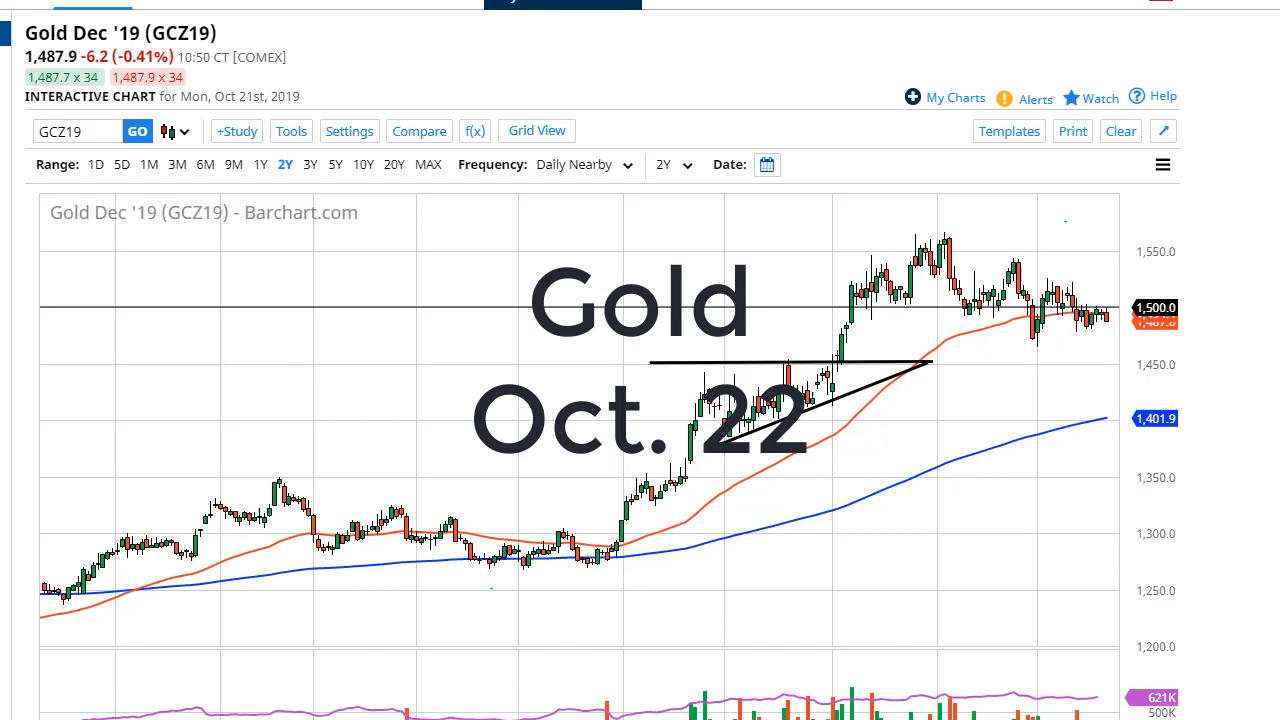 Gold Dec '19 (GCZ19)
1,487.9 -6.2 (-0.41%) 10:50 CT [COMEX]
1,487.7 x 34 1,487.9 x 34
INTERACTIVE CHART for Mon, Oct 21st, 2019
My Charts Alerts Watch Help
GCZ19 GO +Study Tools Settings Compare f(x) Grid View Templates Print Clear
Range: 1D 5D 1M 3M 6M 9M 1Y 2Y 3Y 5Y 10Y 20Y MAX Frequency: Daily Nearby 2Y Date:
Gold Dec '19 (GCZ19) - Barchart.com
1,550.0
Gold
1,500.0
1,450.0
Oct. 22
1,401.9
1,350.0
1,300.0
1,250.0
1,200.0
621K
500K